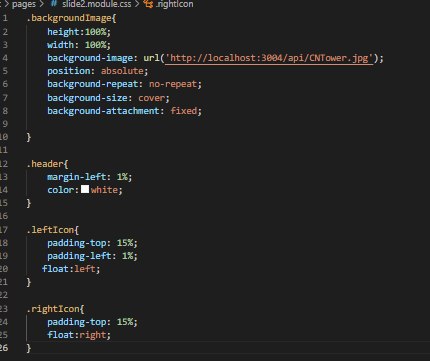 pages > slide2.module.css > .rightIcon
1 .backgroundImage{
2 height:100%;
3 width: 100%;
4 background-image: url('http://localhost:3004/api/CNTower.jpg');
5 position: absolute;
6 background-repeat: no-repeat;
7 background-size: cover;
8 background-attachment: fixed;
9
10 }
11
12 .header{
13 margin-left: 1%;
14 color: white;
15 }
16
17 .leftIcon{
18 padding-top: 15%;
19 padding-left: 1%;
20 float:left;
21 }
22
23 .rightIcon{
24 padding-top: 15%;
25 float:right;
26 }